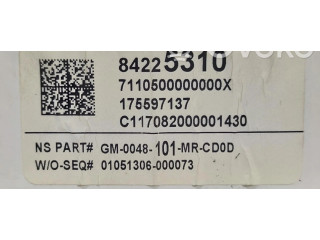 84225310
7110500000000X
175597137
C117082000001430
NS PART# GM-0048-101-MR-CD0D
W/O-SEQ# 01051306-000073